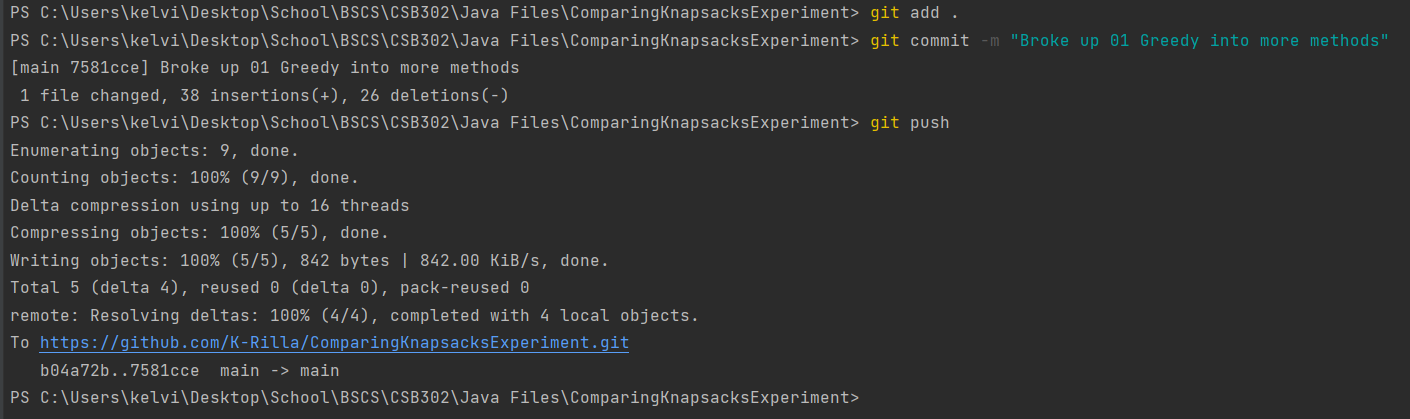 PS C:\Users\kelvi\Desktop\School\BSCS\CSB302\Java Files\ComparingKnapsacksExperiment> git add .
PS C:\Users\kelvi\Desktop\School\BSCS\CSB302\Java Files\ComparingKnapsacksExperiment> git commit -m "Broke up 01 Greedy into more methods"
[main 7581cce] Broke up 01 Greedy into more methods
 1 file changed, 38 insertions(+), 26 deletions(-)
PS C:\Users\kelvi\Desktop\School\BSCS\CSB302\Java Files\ComparingKnapsacksExperiment> git push
Enumerating objects: 9, done.
Counting objects: 100% (9/9), done.
Delta compression using up to 16 threads
Compressing objects: 100% (5/5), done.
Writing objects: 100% (5/5), 842 bytes | 842.00 KiB/s, done.
Total 5 (delta 4), reused 0 (delta 0), pack-reused 0
remote: Resolving deltas: 100% (4/4), completed with 4 local objects.
To https://github.com/K-Rilla/ComparingKnapsacksExperiment.git
   b04a72b..7581cce  main -> main
PS C:\Users\kelvi\Desktop\School\BSCS\CSB302\Java Files\ComparingKnapsacksExperiment>